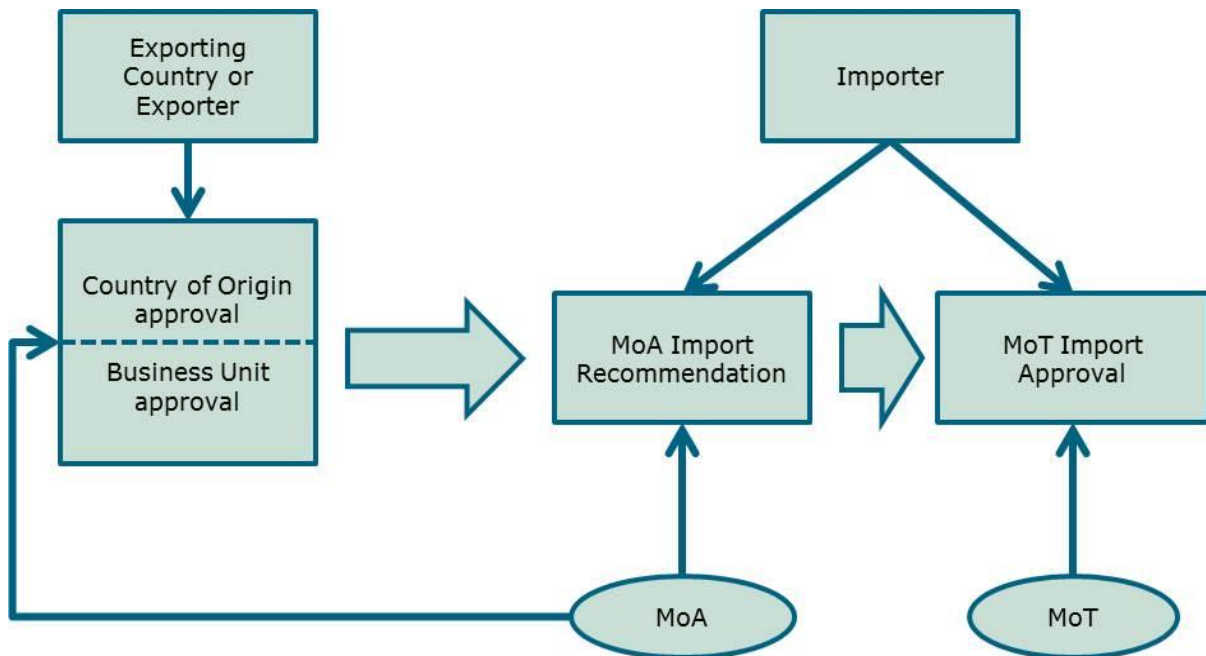 Exporting
Country or
Exporter
Importer
Country of Origin
approval
Business Unit
approval
MoA Import
Recommendation
MoT Import
Approval
MoA
MoT